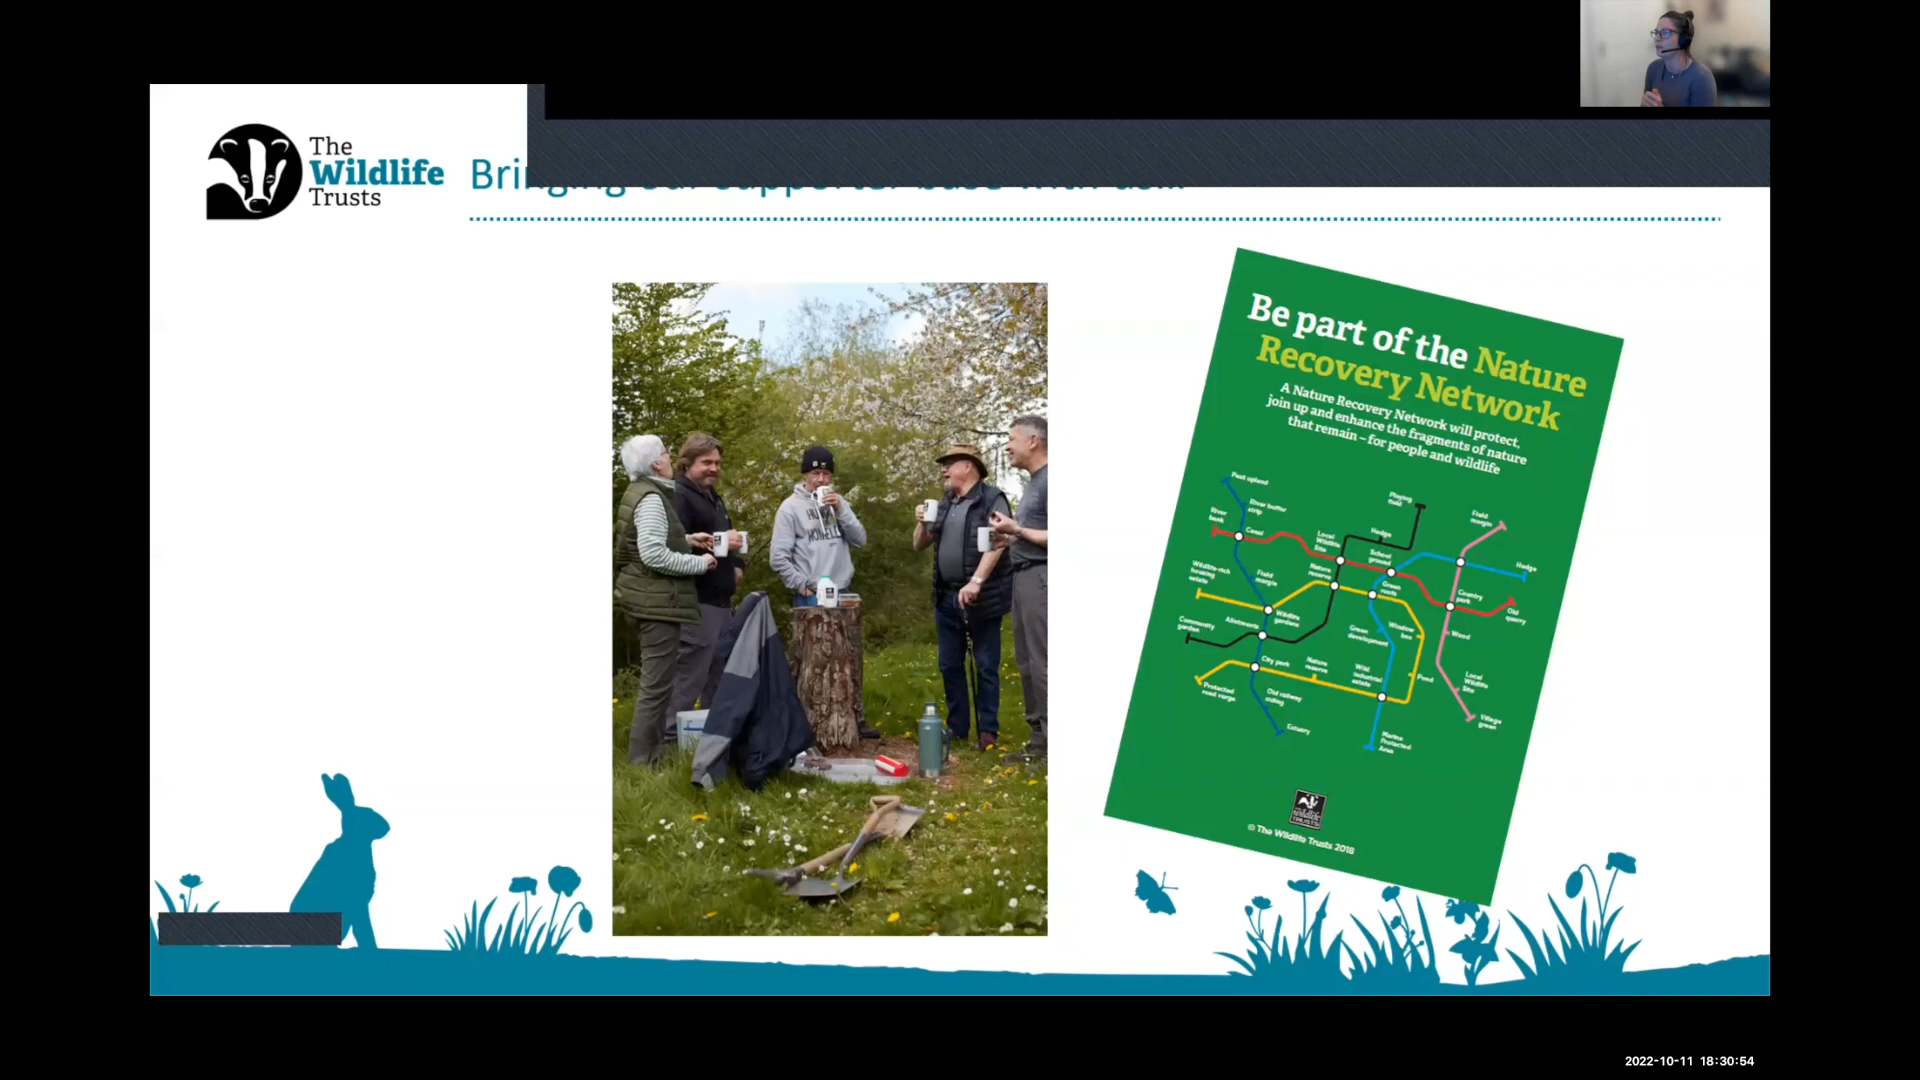 The
Wildlife
Trusts
Bringing our supporter base with us...
Be part of the Nature
Recovery Network
A Nature Recovery Network will protect,
join up and enhance the fragments of nature
that remain – for people and wildlife
Peat upland
River buffer
strip
River
bank
Canal
Playing
field
Field
margin
Hedge
Local
Wildlife
Site
School
ground
Hedge
Wildlife-rich
housing
estate
Field
margin
Nature
reserve
Green
roofs
Country
park
Old
quarry
Community
garden
Allotments
Wildlife
gardens
Green
development
Window
box
Wood
City park
Nature
reserve
Wild
industrial
estate
Pond
Local
Wildlife
Site
Protected
road verge
Old railway
siding
Estuary
Marine
Protected
Area
Village
green
© The Wildlife Trusts 2018
2022-10-11 18:30:54